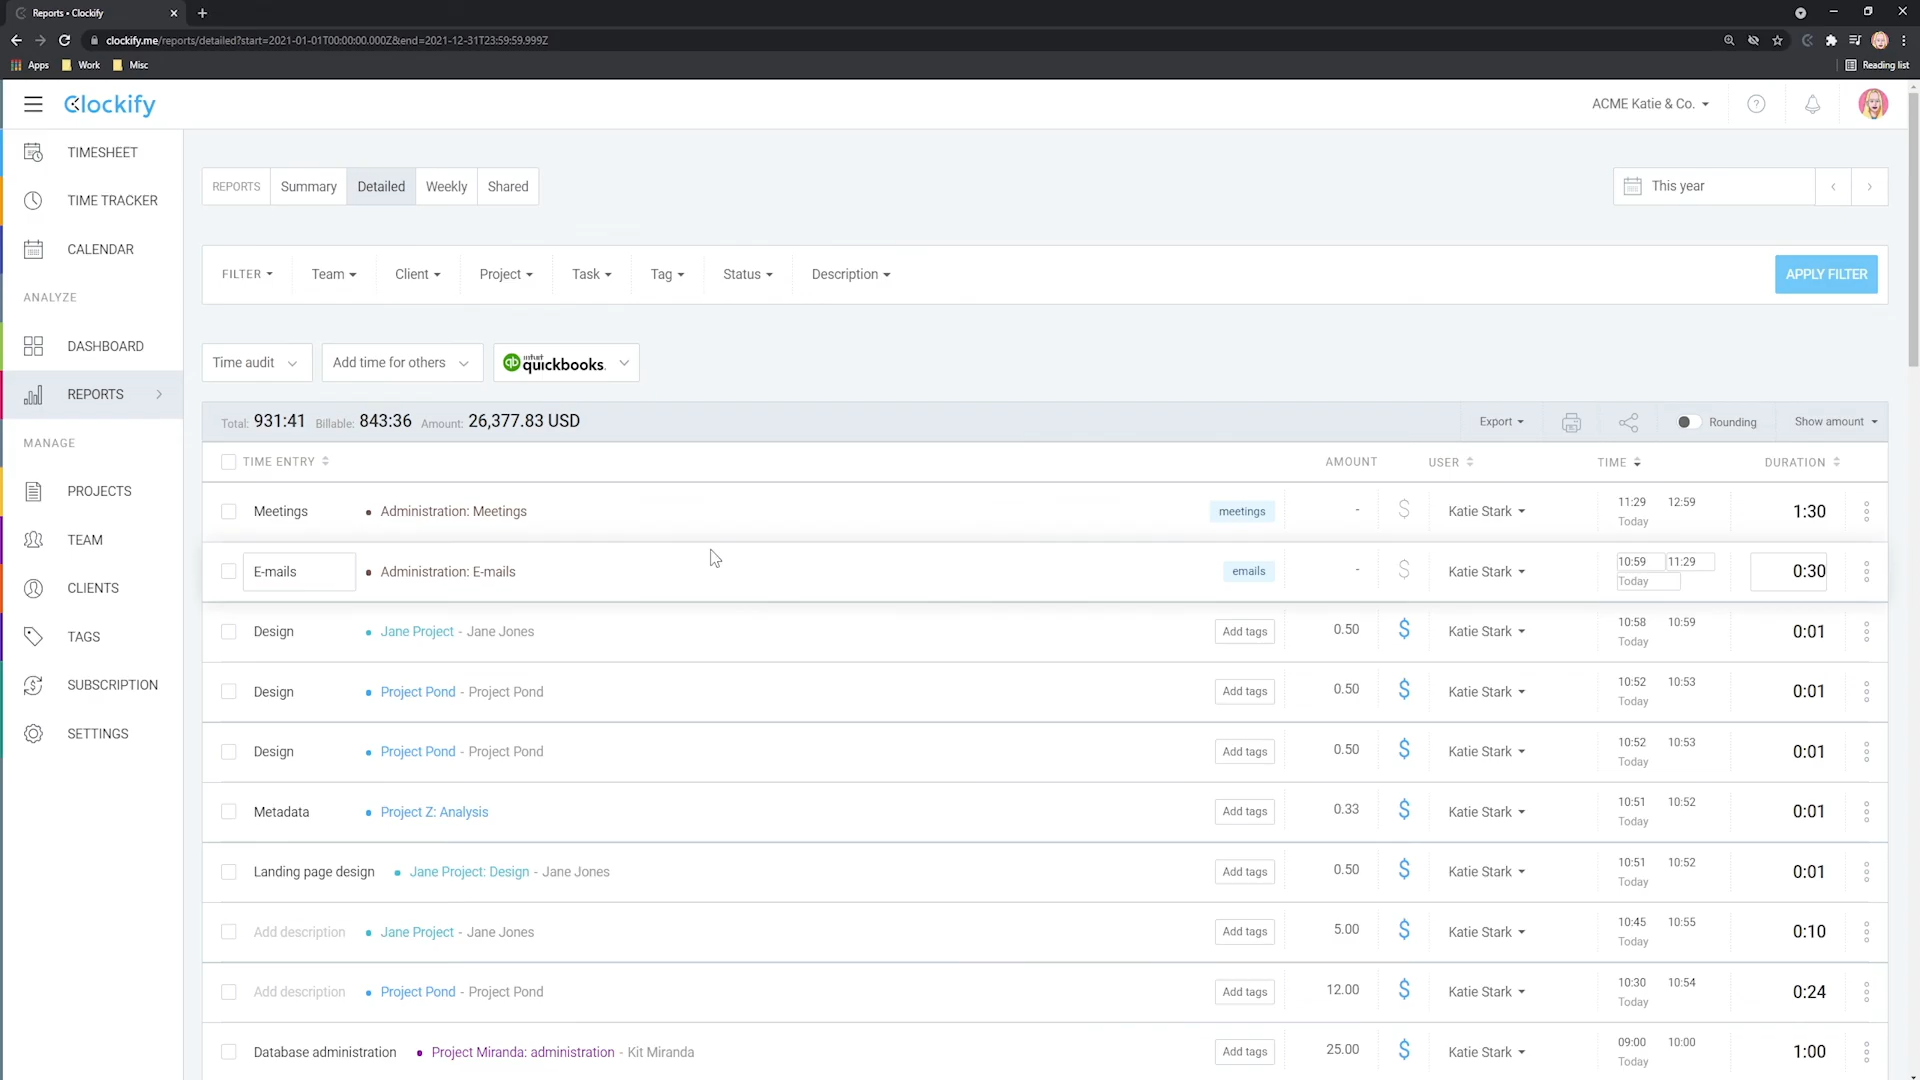 Reports • Clockify
clockify.me/reports/detailed?start=2021-01-01T00:00:00.000Z&end=2021-12-31T23:59:59.999Z
Apps Work Misc Reading list
Clockify ACME Katie & Co.
TIMESHEET
TIME TRACKER
CALENDAR
ANALYZE
DASHBOARD
REPORTS
MANAGE
PROJECTS
TEAM
CLIENTS
TAGS
SUBSCRIPTION
SETTINGS
REPORTS Summary Detailed Weekly Shared This year
FILTER Team Client Project Task Tag Status Description APPLY FILTER
Time audit Add time for others intuit quickbooks.
Total: 931:41 Billable: 843:36 Amount: 26,377.83 USD Export Rounding Show amount
TIME ENTRY AMOUNT USER TIME DURATION
Meetings • Administration: Meetings meetings - $ Katie Stark 11:29 12:59 1:30
Today
E-mails • Administration: E-mails emails - $ Katie Stark 10:59 11:29 0:30
Today
Design • Jane Project - Jane Jones Add tags 0.50 $ Katie Stark 10:58 10:59 0:01
Today
Design • Project Pond - Project Pond Add tags 0.50 $ Katie Stark 10:52 10:53 0:01
Today
Design • Project Pond - Project Pond Add tags 0.50 $ Katie Stark 10:52 10:53 0:01
Today
Metadata • Project Z: Analysis Add tags 0.33 $ Katie Stark 10:51 10:52 0:01
Today
Landing page design • Jane Project: Design - Jane Jones Add tags 0.50 $ Katie Stark 10:51 10:52 0:01
Today
Add description • Jane Project - Jane Jones Add tags 5.00 $ Katie Stark 10:45 10:55 0:10
Today
Add description • Project Pond - Project Pond Add tags 12.00 $ Katie Stark 10:30 10:54 0:24
Today
Database administration • Project Miranda: administration - Kit Miranda Add tags 25.00 $ Katie Stark 09:00 10:00 1:00
Today